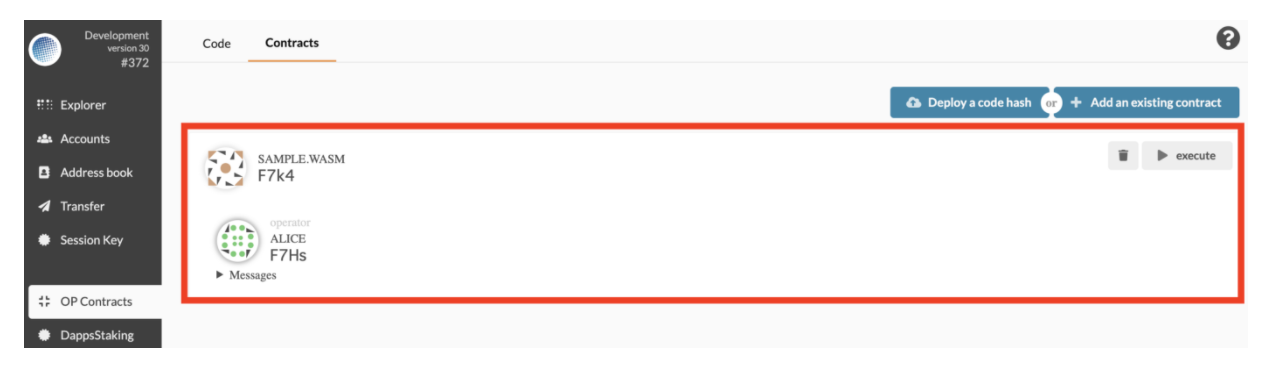 Development
version 30
#372
Explorer
Accounts
Address book
Transfer
Session Key
OP Contracts
DappsStaking
Code Contracts
?
Deploy a code hash or + Add an existing contract
SAMPLE.WASM
F7k4
execute
operator
ALICE
F7Hs
Messages